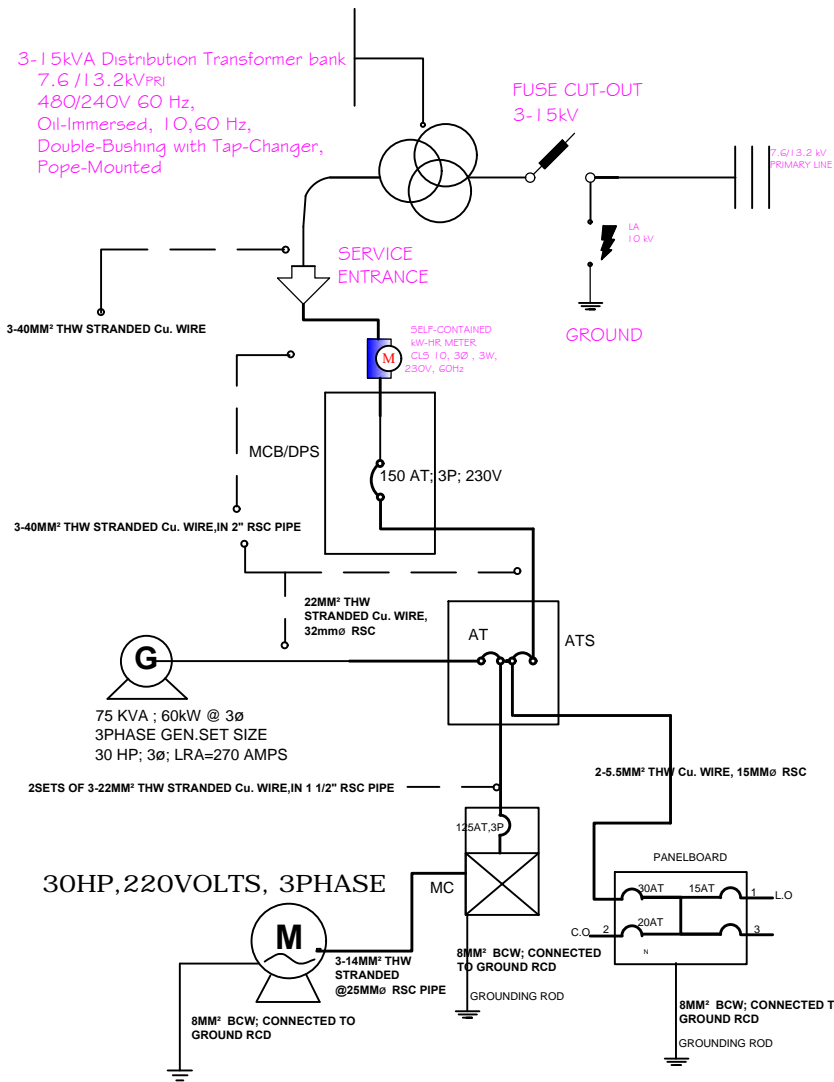 3-15kVA Distribution Transformer bank
7.6 /13.2kVPRI
480/240V 60 Hz,
Oil-Immersed, 10,60 Hz,
Double-Bushing with Tap-Changer,
Pope-Mounted
FUSE CUT-OUT
3-15kV
7.6/13.2 kV
PRIMARY LINE
LA
10 kV
GROUND
SERVICE
ENTRANCE
3-40MM² THW STRANDED Cu. WIRE
SELF-CONTAINED
kW-HR METER
CLS 10, 3Ø , 3W,
230V, 60Hz
M
MCB/DPS
150 AT; 3P; 230V
3-40MM² THW STRANDED Cu. WIRE,IN 2" RSC PIPE
22MM² THW
STRANDED Cu. WIRE,
32mmø RSC
AT
ATS
G
75 KVA ; 60kW @ 3ø
3PHASE GEN.SET SIZE
30 HP; 3ø; LRA=270 AMPS
2SETS OF 3-22MM² THW STRANDED Cu. WIRE,IN 1 1/2" RSC PIPE
2-5.5MM² THW Cu. WIRE, 15MMø RSC
125AT,3P
MC
PANELBOARD
30AT
15AT
1
L.O
C.O
2
20AT
3
N
30HP,220VOLTS, 3PHASE
M
3-14MM² THW
STRANDED
@25MMø RSC PIPE
8MM² BCW; CONNECTED
TO GROUND RCD
GROUNDING ROD
8MM² BCW; CONNECTED TO
GROUND RCD
8MM² BCW; CONNECTED T
GROUND RCD
GROUNDING ROD